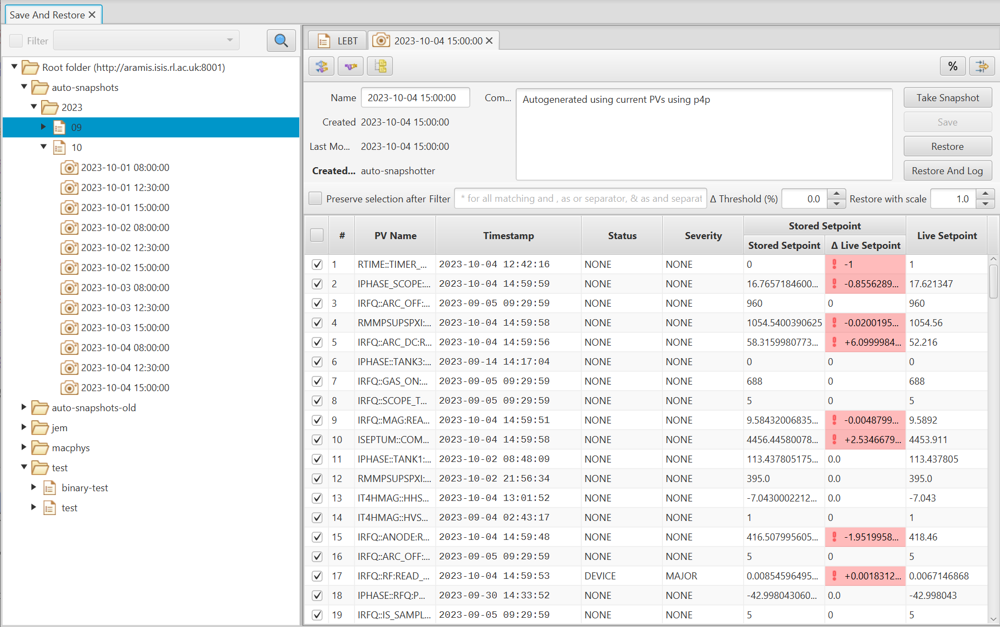 Save And Restore
Filter
Root folder (http://aramis.isis.rl.ac.uk:8001)
auto-snapshots
2023
09
10
2023-10-01 08:00:00
2023-10-01 12:30:00
2023-10-01 15:00:00
2023-10-02 08:00:00
2023-10-02 12:30:00
2023-10-02 15:00:00
2023-10-03 08:00:00
2023-10-03 12:30:00
2023-10-03 15:00:00
2023-10-04 08:00:00
2023-10-04 12:30:00
2023-10-04 15:00:00
auto-snapshots-old
jem
macphys
test
binary-test
test
LEBT 2023-10-04 15:00:00
%
Name 2023-10-04 15:00:00 Com... Autogenerated using current PVs using p4p Take Snapshot
Created 2023-10-04 15:00:00 Save
Last Mo... 2023-10-04 15:00:00 Restore
Created... auto-snapshotter Restore And Log
Preserve selection after Filter * for all matching and , as or separator, & as and separat Δ Threshold (%) 0.0 Restore with scale 1.0
# PV Name Timestamp Status Severity Stored Setpoint Live Setpoint
Stored Setpoint Δ Live Setpoint
1 RTIME::TIMER_... 2023-10-04 12:42:16 NONE NONE 0 -1 1
2 IPHASE_SCOPE:... 2023-10-04 14:59:59 NONE NONE 16.7657184600... -0.8556289... 17.621347
3 IRFQ::ARC_OFF:... 2023-09-05 09:29:59 NONE NONE 960 0 960
4 RMMPSUPSPXI:... 2023-10-04 14:59:58 NONE NONE 1054.5400390625 -0.0200195... 1054.56
5 IRFQ::ARC_DC:R... 2023-10-04 14:59:56 NONE NONE 58.3159980773... +6.0999984... 52.216
6 IPHASE::TANK3:... 2023-09-14 14:17:04 NONE NONE 0 0 0
7 IRFQ::GAS_ON:... 2023-09-05 09:29:59 NONE NONE 688 0 688
8 IRFQ::SCOPE_T... 2023-09-05 09:29:59 NONE NONE 5 0 5
9 IRFQ::MAG:REA... 2023-10-04 14:59:51 NONE NONE 9.58432006835... -0.0048799... 9.5892
10 ISEPTUM::COM... 2023-10-04 14:59:58 NONE NONE 4456.44580078... +2.5346679... 4453.911
11 IPHASE::TANK1:... 2023-10-02 08:48:09 NONE NONE 113.437805175... 0.0 113.437805
12 RMMPSUPSPXI:... 2023-10-02 21:56:34 NONE NONE 395.0 0.0 395.0
13 IT4HMAG::HHS... 2023-10-04 13:01:52 NONE NONE -7.0430002212... 0.0 -7.043
14 IT4HMAG::HVS... 2023-09-04 02:43:17 NONE NONE 1 0 1
15 IRFQ::ANODE:R... 2023-10-04 14:59:48 NONE NONE 416.507995605... -1.9519958... 418.46
16 IRFQ::ARC_OFF:... 2023-09-05 09:29:59 NONE NONE 5 0 5
17 IRFQ::RF:READ_... 2023-10-04 14:59:53 DEVICE MAJOR 0.00854596495... +0.0018312... 0.0067146868
18 IPHASE::RFQ:P... 2023-09-30 14:33:52 NONE NONE -42.998043060... 0.0 -42.998043
19 IRFQ::IS_SAMPL... 2023-09-05 09:29:59 NONE NONE 5 0 5